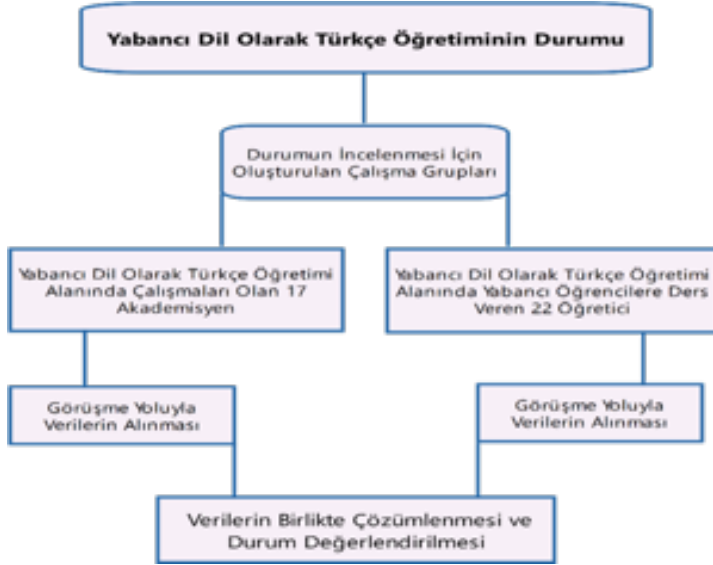 Yabancı Dil Olarak Türkçe Öğretiminin Durumu
Durumun İncelenmesi İçin
Oluşturulan Çalışma Grupları
Yabancı Dil Olarak Türkçe Öğretimi
Alanında Çalışmaları Olan 17
Akademisyen
Yabancı Dil Olarak Türkçe Öğretimi
Alanında Yabancı Öğrencilere Ders
Veren 22 Öğretici
Görüşme Yoluyla
Verilerin Alınması
Görüşme Yoluyla
Verilerin Alınması
Verilerin Birlikte Çözümlenmesi ve
Durum Değerlendirilmesi